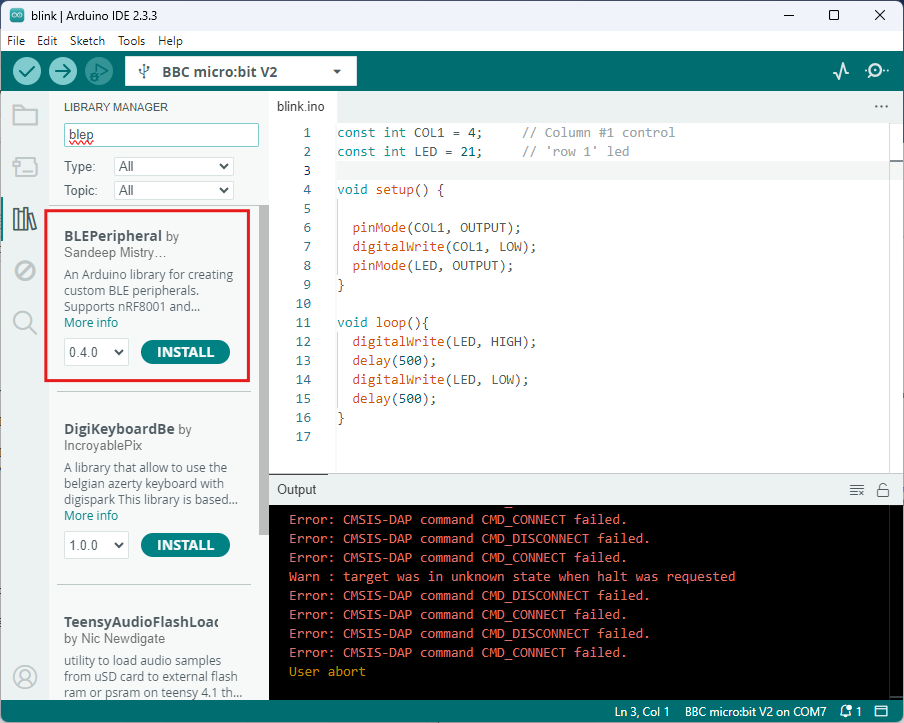 blink | Arduino IDE 2.3.3
File Edit Sketch Tools Help
BBC micro:bit V2
LIBRARY MANAGER
blep
Type: All
Topic: All
BLEPeripheral by
Sandeep Mistry…
An Arduino library for creating
custom BLE peripherals.
Supports nRF8001 and...
More info
0.4.0 INSTALL
DigiKeyboardBe by
IncroyablePix
A library that allow to use the
belgian azerty keyboard with
digispark This library is based...
More info
1.0.0 INSTALL
TeensyAudioFlashLoad
by Nic Newdigate
utility to load audio samples
from uSD card to external flash
ram or psram on teensy 4.1 th...
blink.ino
1 const int COL1 = 4; // Column #1 control
2 const int LED = 21; // 'row 1' led
3
4 void setup() {
5
6 pinMode(COL1, OUTPUT);
7 digitalWrite(COL1, LOW);
8 pinMode(LED, OUTPUT);
9 }
10
11 void loop(){
12 digitalWrite(LED, HIGH);
13 delay(500);
14 digitalWrite(LED, LOW);
15 delay(500);
16 }
17
Output
Error: CMSIS-DAP command CMD_CONNECT failed.
Error: CMSIS-DAP command CMD_DISCONNECT failed.
Error: CMSIS-DAP command CMD_CONNECT failed.
Warn : target was in unknown state when halt was requested
Error: CMSIS-DAP command CMD_DISCONNECT failed.
Error: CMSIS-DAP command CMD_CONNECT failed.
Error: CMSIS-DAP command CMD_DISCONNECT failed.
Error: CMSIS-DAP command CMD_CONNECT failed.
User abort
Ln 3, Col 1 BBC micro:bit V2 on COM7 1